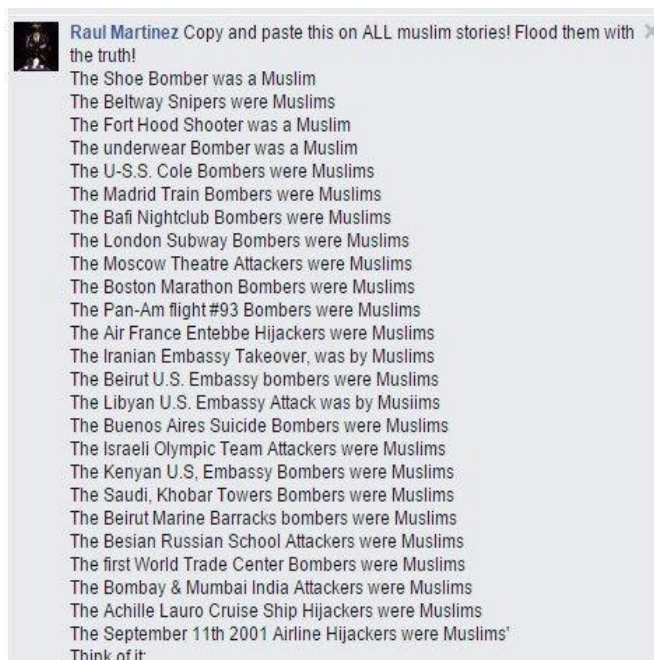 Raul Martinez Copy and paste this on ALL muslim stories! Flood them with
the truth!
The Shoe Bomber was a Muslim
The Beltway Snipers were Muslims
The Fort Hood Shooter was a Muslim
The underwear Bomber was a Muslim
The U-S.S. Cole Bombers were Muslims
The Madrid Train Bombers were Muslims
The Bafi Nightclub Bombers were Muslims
The London Subway Bombers were Muslims
The Moscow Theatre Attackers were Muslims
The Boston Marathon Bombers were Muslims
The Pan-Am flight #93 Bombers were Muslims
The Air France Entebbe Hijackers were Muslims
The Iranian Embassy Takeover, was by Muslims
The Beirut U.S. Embassy bombers were Muslims
The Libyan U.S. Embassy Attack was by Musiims
The Buenos Aires Suicide Bombers were Muslims
The Israeli Olympic Team Attackers were Muslims
The Kenyan U.S, Embassy Bombers were Muslims
The Saudi, Khobar Towers Bombers were Muslims
The Beirut Marine Barracks bombers were Muslims
The Besian Russian School Attackers were Muslims
The first World Trade Center Bombers were Muslims
The Bombay & Mumbai India Attackers were Muslims
The Achille Lauro Cruise Ship Hijackers were Muslims
The September 11th 2001 Airline Hijackers were Muslims'
Think of it: